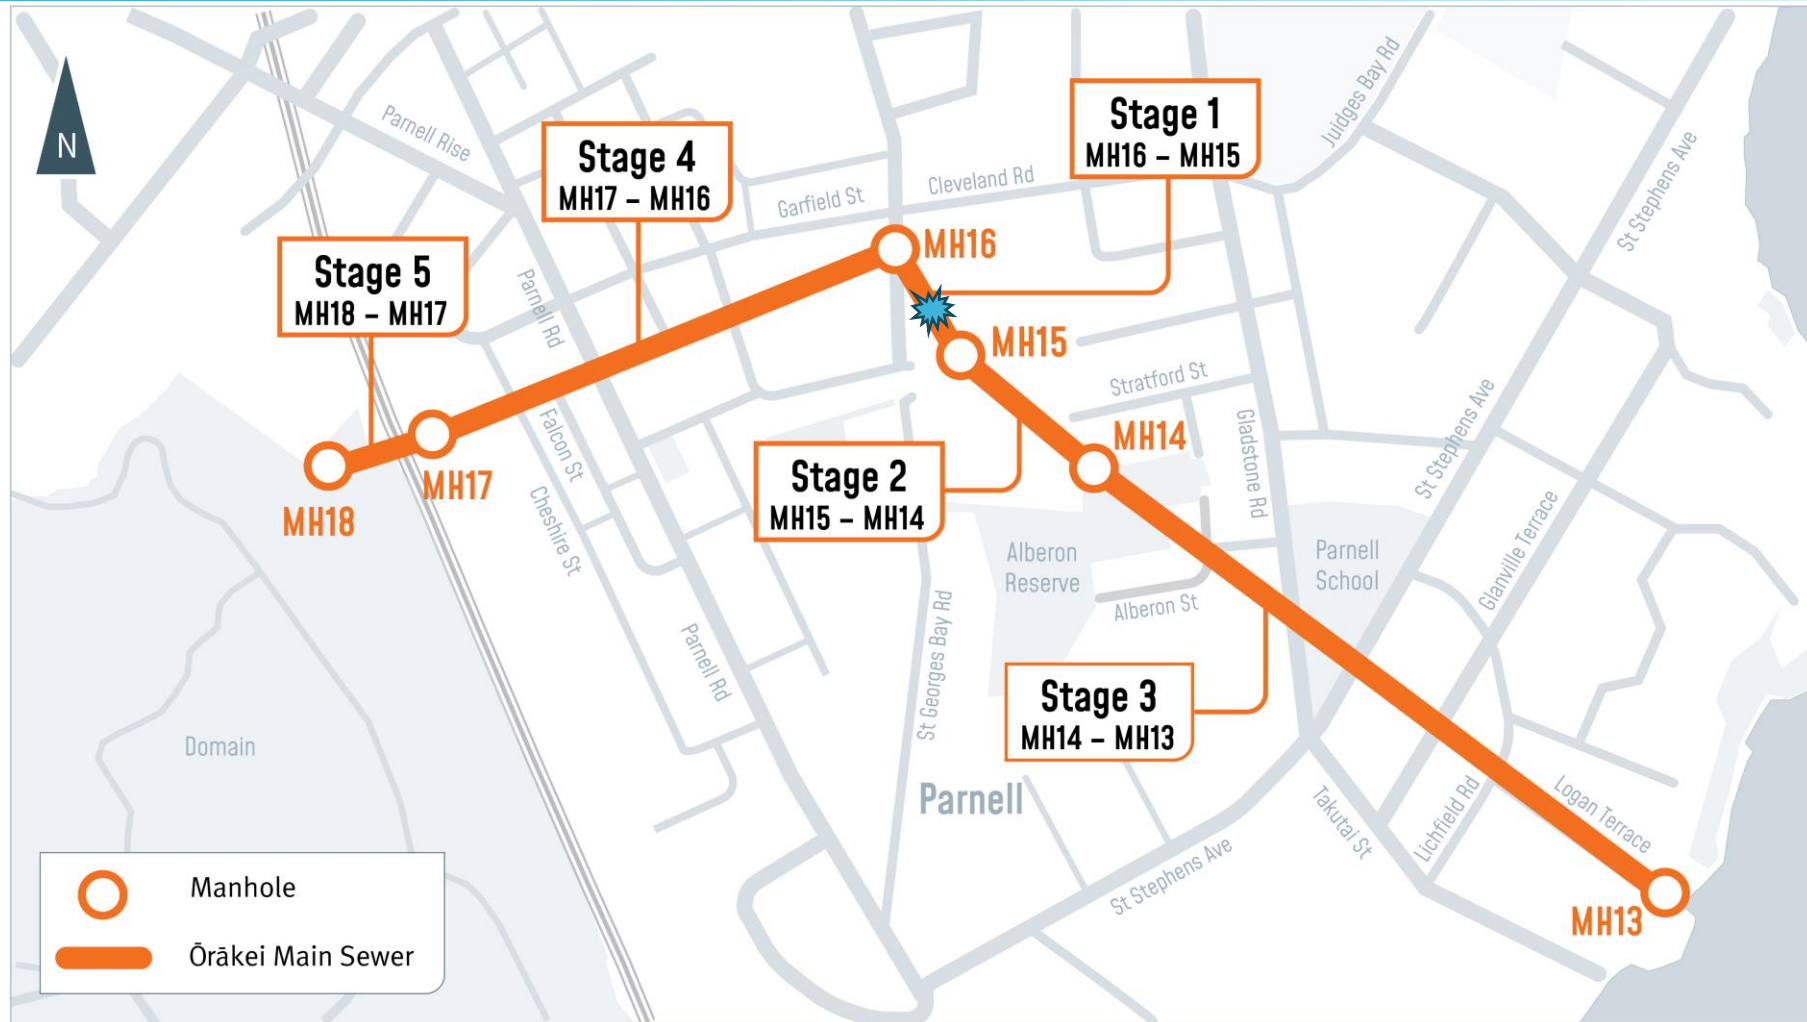 N
Parnell Rise
Stage 4
MH17 – MH16
Stage 1
MH16 – MH15
Juidges Bay Rd
St Stephens Ave
Garfield St
Cleveland Rd
Stage 5
MH18 – MH17
MH16
Parnell Rd
MH15
Stratford St
MH14
Gladstone Rd
St Stephens Ave
Falcon St
MH17
MH18
Cheshire St
Stage 2
MH15 – MH14
Alberon
Reserve
Parnell
School
Glanville Terrace
Alberon St
St Georges Bay Rd
Parnell Rd
Stage 3
MH14 – MH13
Domain
Parnell
Takutai St
Lichfield Rd
Logan Terrace
St Stephens Ave
MH13
Manhole
Ōrākei Main Sewer